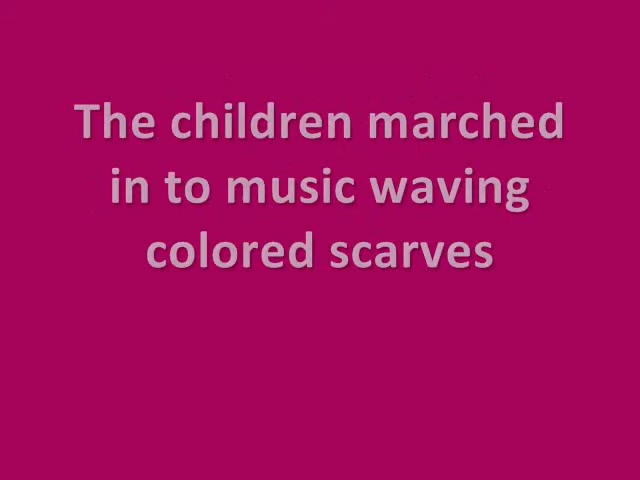 The children marched
in to music waving
colored scarves